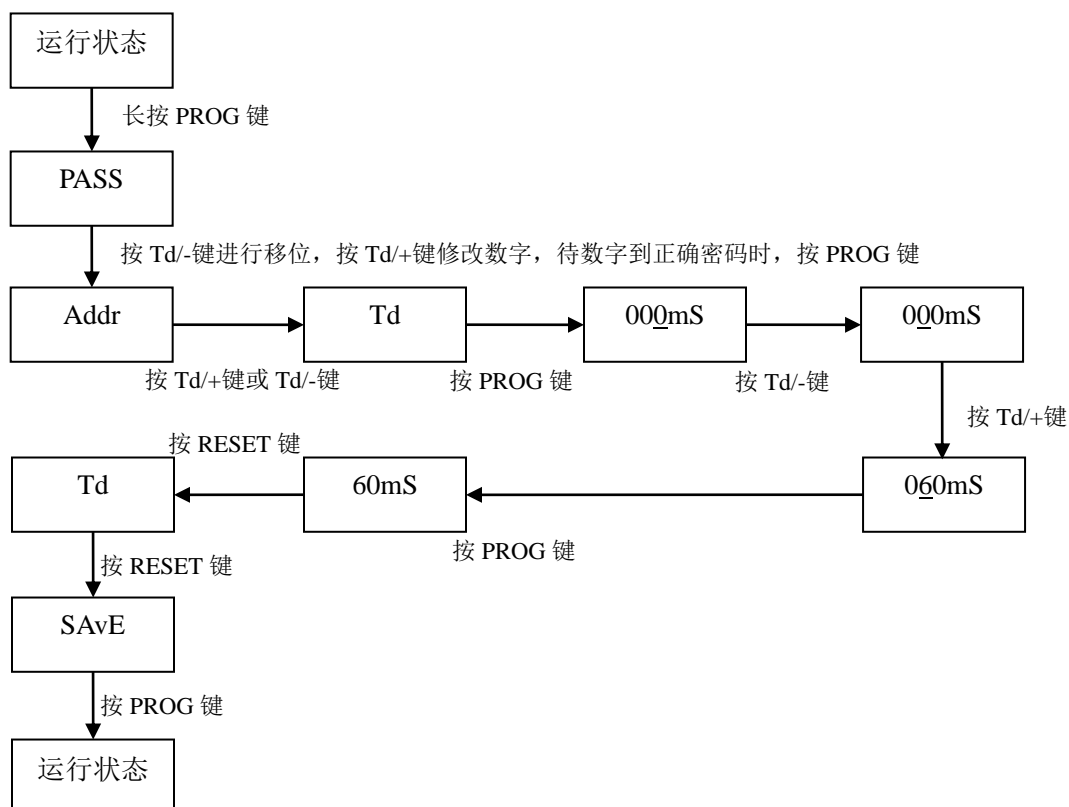 运行状态
长按 PROG 键
PASS
按 Td/-键进行移位，按 Td/+键修改数字，待数字到正确密码时，按 PROG 键
Addr
Td
000mS
000mS
按 Td/+键或 Td/-键
按 PROG 键
按 Td/-键
按 Td/+键
按 RESET 键
Td
60mS
060mS
按 PROG 键
按 RESET 键
SAvE
按 PROG 键
运行状态